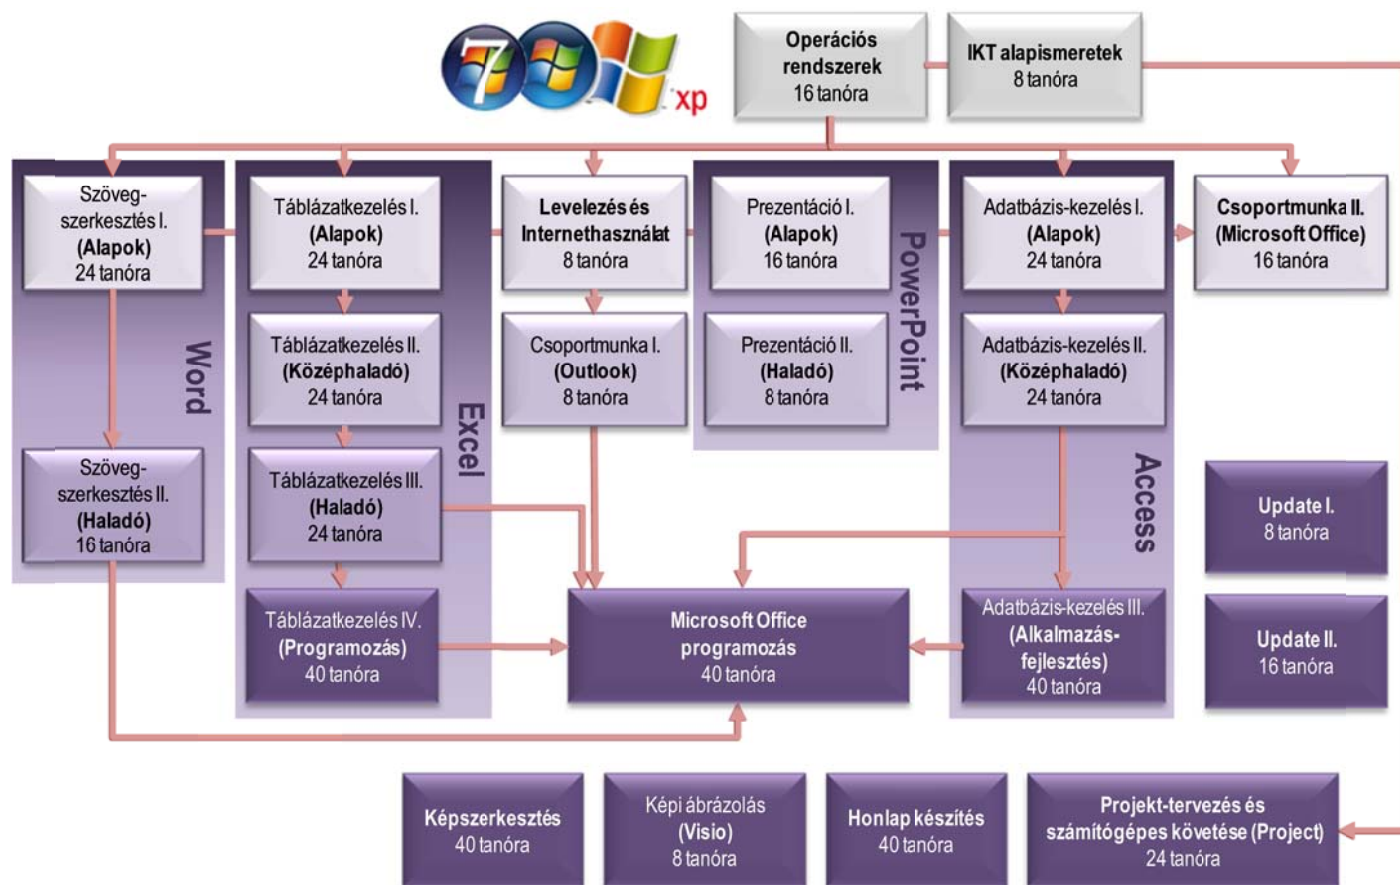 7
xp
Operációs
rendszerek
16 tanóra
IKT alapismeretek
8 tanóra
Szöveg-
szerkesztés I.
(Alapok)
24 tanóra
Táblázatkezelés I.
(Alapok)
24 tanóra
Levelezés és
Internethasználat
8 tanóra
Prezentáció I.
(Alapok)
16 tanóra
Adatbázis-kezelés I.
(Alapok)
24 tanóra
Csoportmunka II.
(Microsoft Office)
16 tanóra
Word
Táblázatkezelés II.
(Középhaladó)
24 tanóra
Excel
Csoportmunka I.
(Outlook)
8 tanóra
Prezentáció II.
(Haladó)
8 tanóra
PowerPoint
Adatbázis-kezelés II.
(Középhaladó)
24 tanóra
Access
Szöveg-
szerkesztés II.
(Haladó)
16 tanóra
Táblázatkezelés III.
(Haladó)
24 tanóra
Update I.
8 tanóra
Táblázatkezelés IV.
(Programozás)
40 tanóra
Microsoft Office
programozás
40 tanóra
Adatbázis-kezelés III.
(Alkalmazás-
fejlesztés)
40 tanóra
Update II.
16 tanóra
Képszerkesztés
40 tanóra
Képi ábrázolás
(Visio)
8 tanóra
Honlap készítés
40 tanóra
Projekt-tervezés és
számítógépes követése (Project)
24 tanóra